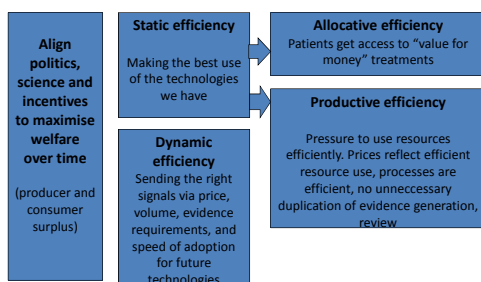 Align
politics,
science and
incentives
to maximise
welfare
over time
(producer and
consumer
surplus)
Static efficiency
Making the best use
of the technologies
we have
Dynamic
efficiency
Sending the right
signals via price,
volume, evidence
requirements, and
speed of adoption
for future
technologies
Allocative efficiency
Patients get access to “value for
money” treatments
Productive efficiency
Pressure to use resources
efficiently. Prices reflect efficient
resource use, processes are
efficient, no unneccessary
duplication of evidence generation,
review